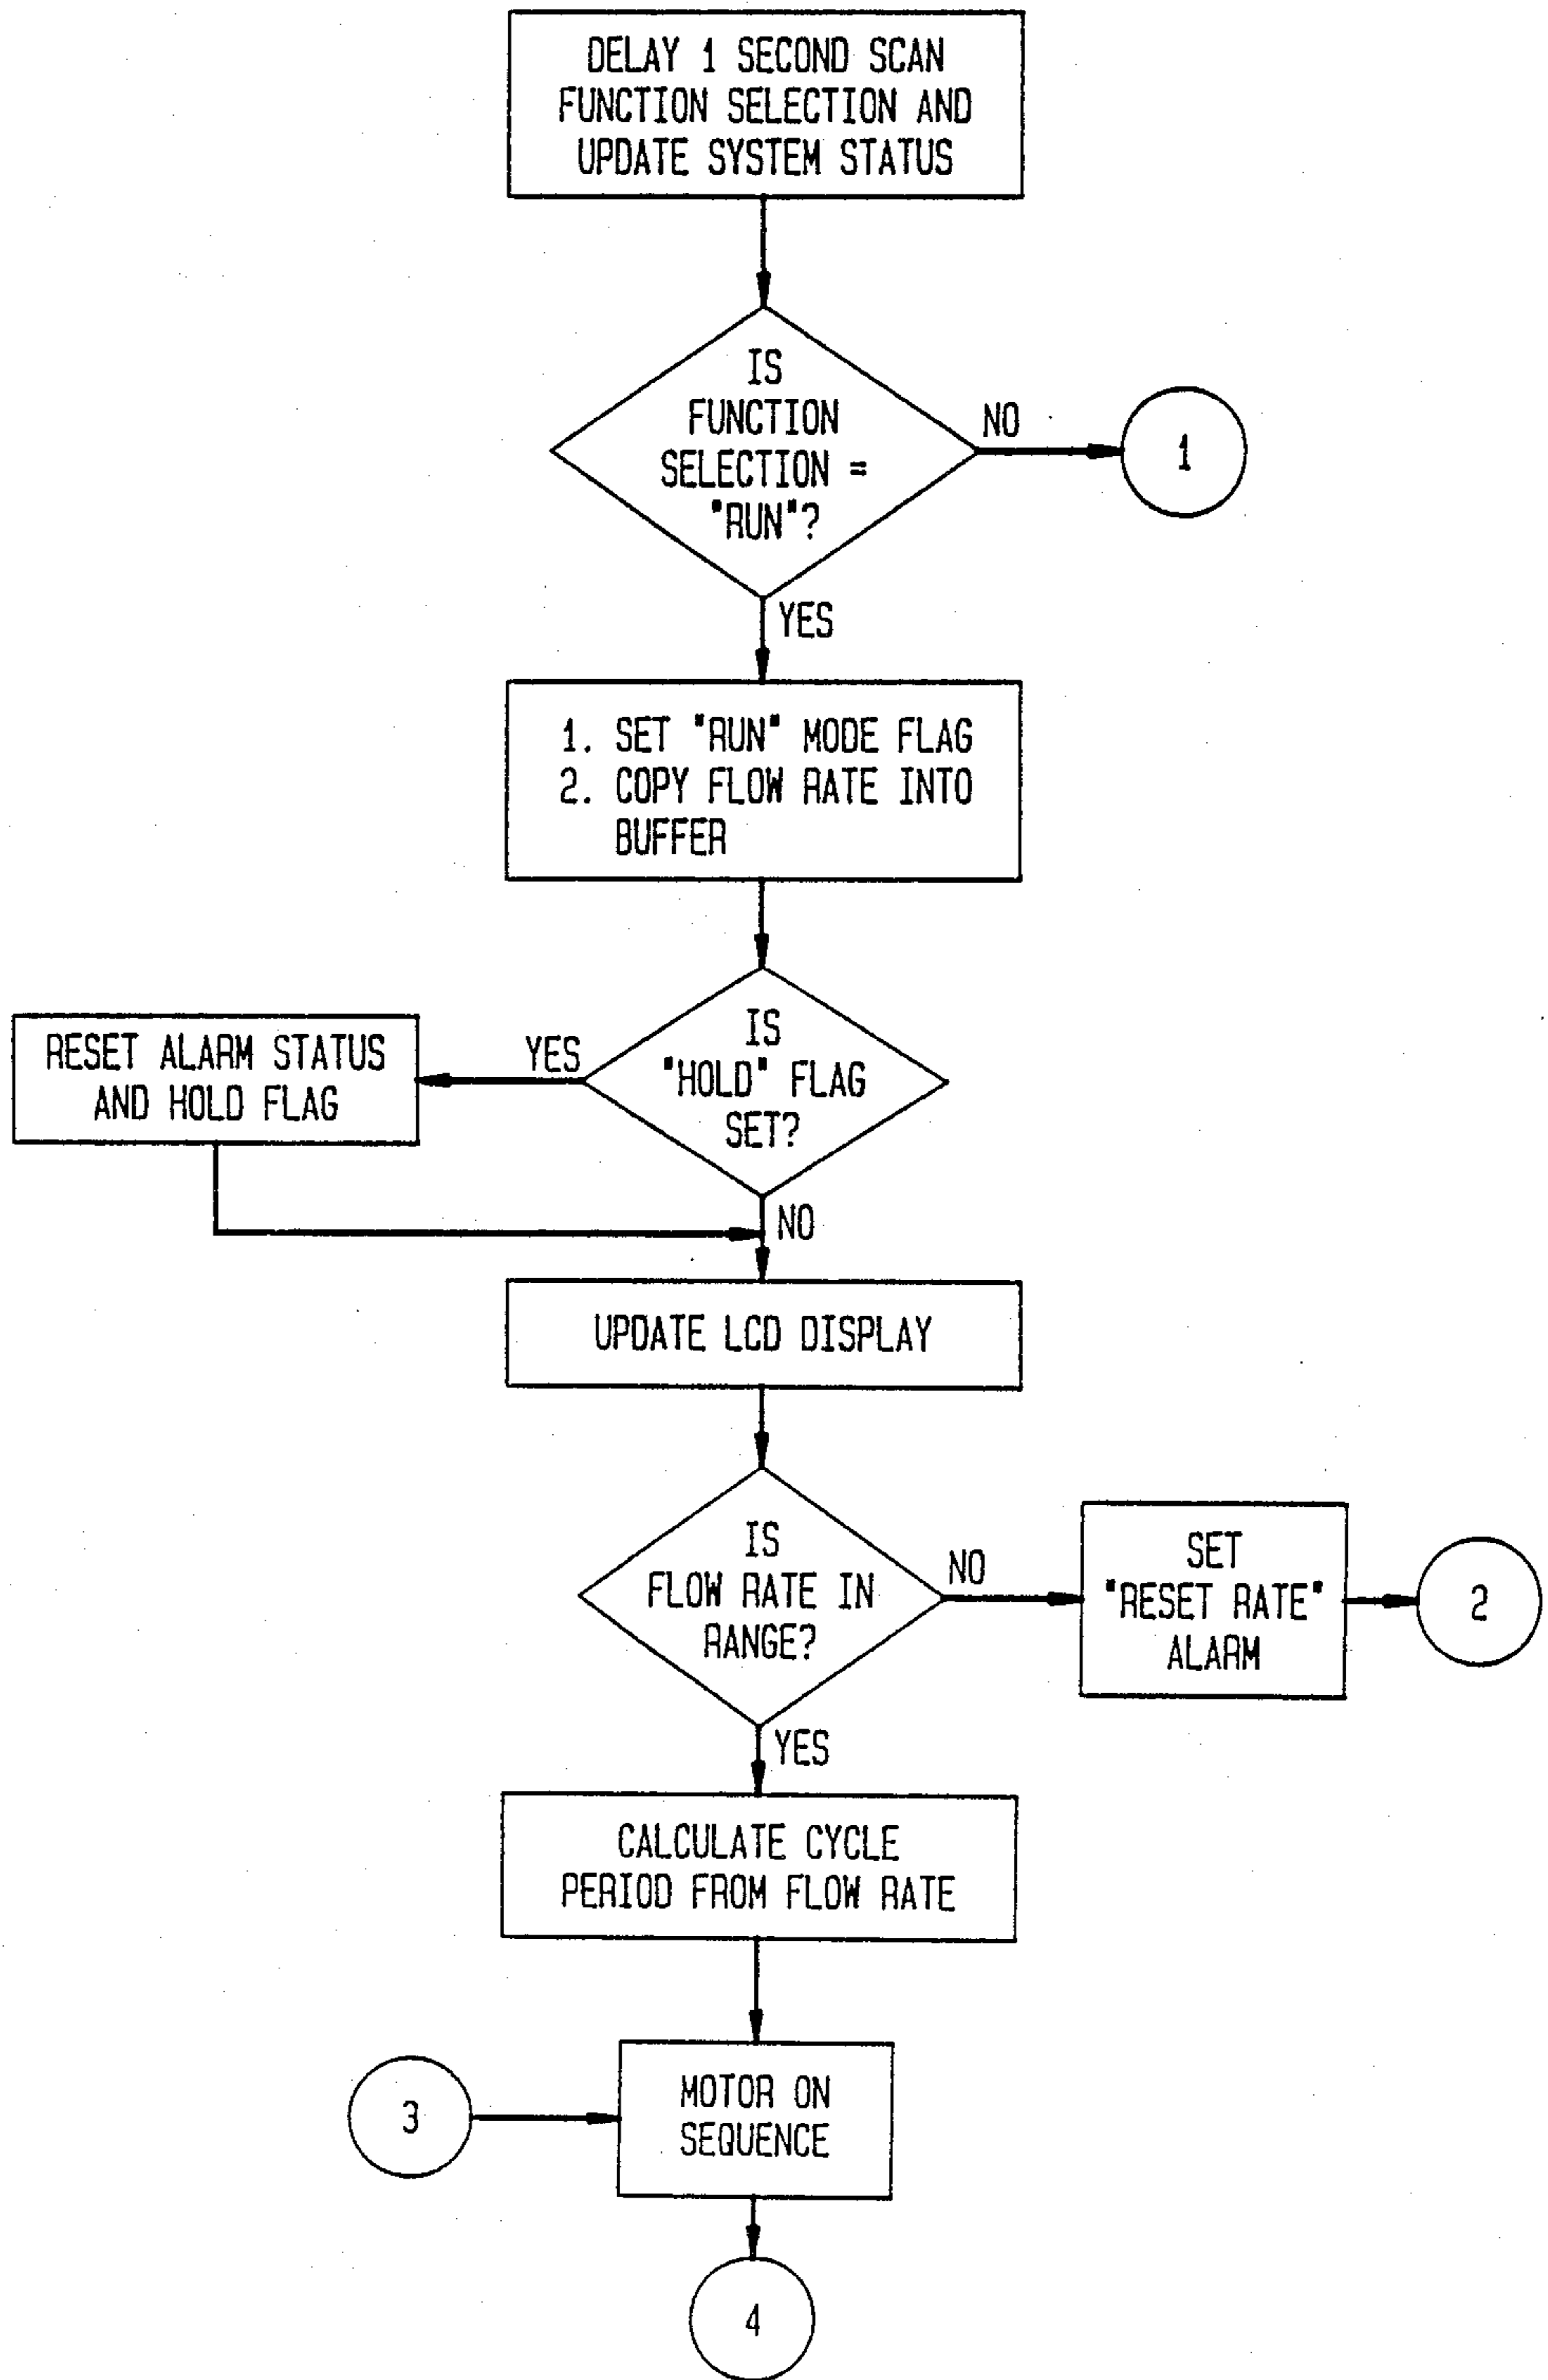 DELAY 1 SECOND SCAN
FUNCTION SELECTION AND
UPDATE SYSTEM STATUS
IS
FUNCTION
SELECTION =
"RUN"?
NO
1
YES
1. SET "RUN" MODE FLAG
2. COPY FLOW RATE INTO
BUFFER
IS
"HOLD" FLAG
SET?
YES
RESET ALARM STATUS
AND HOLD FLAG
NO
UPDATE LCD DISPLAY
IS
FLOW RATE IN
RANGE?
NO
SET
"RESET RATE"
ALARM
2
YES
CALCULATE CYCLE
PERIOD FROM FLOW RATE
3
MOTOR ON
SEQUENCE
4